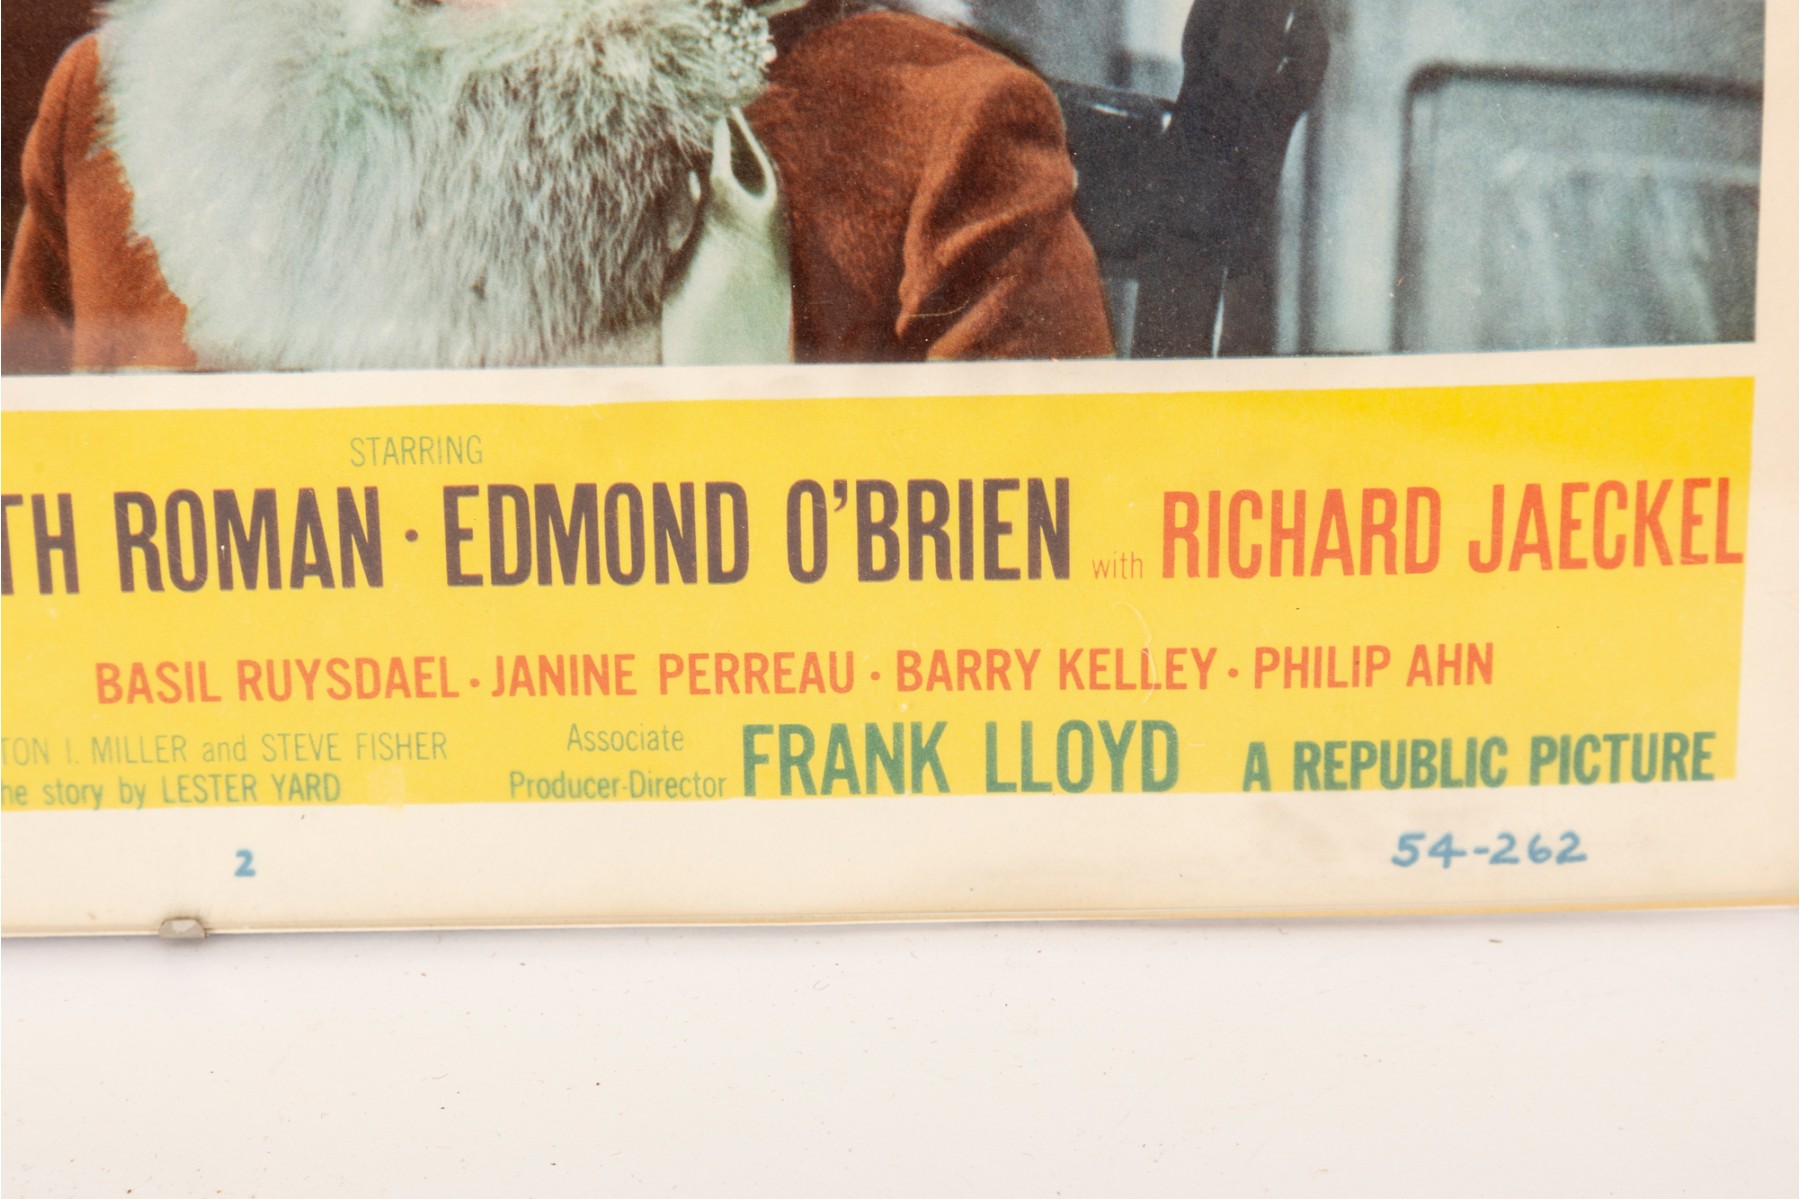 STARRING
TH ROMAN · EDMOND O'BRIEN with RICHARD JAECKEL
BASIL RUYSDAEL · JANINE PERREAU · BARRY KELLEY · PHILIP AHN
TON I. MILLER and STEVE FISHER
he story by LESTER YARD
Associate
Producer-Director FRANK LLOYD
A REPUBLIC PICTURE
2
54-262